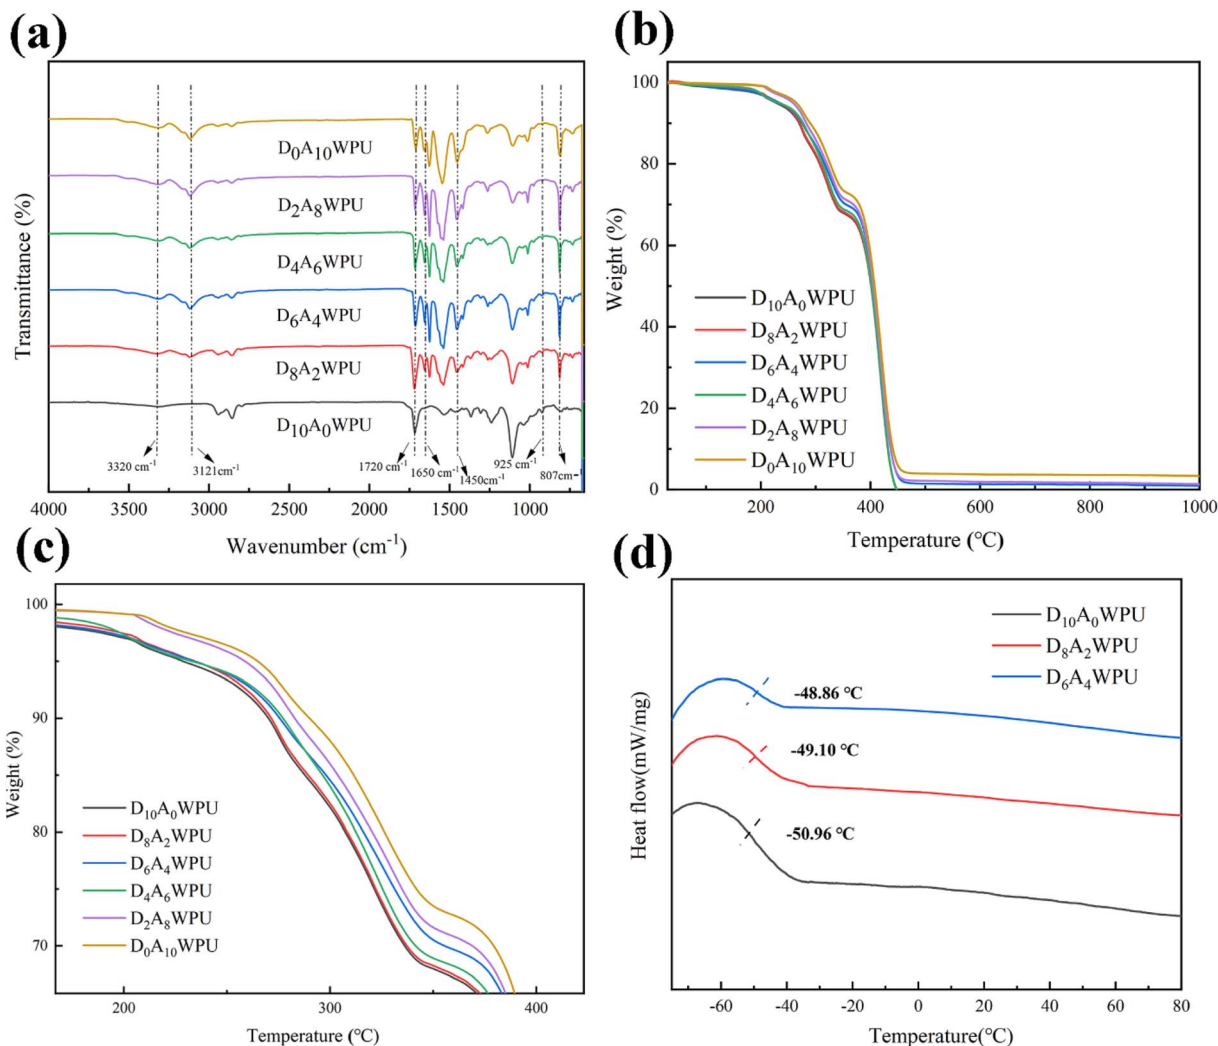 (a)
D0A10WPU
D2A8WPU
D4A6WPU
D6A4WPU
D8A2WPU
D10A0WPU
3320 cm-1
3121cm-1
1720 cm-1
1650 cm-1
1450cm-1
925 cm-1
807cm-1
4000 3500 3000 2500 2000 1500 1000
Wavenumber (cm-1)
Transmittance (%)
(b)
100
80
60
40
20
0
Weight (%)
D10A0WPU
D8A2WPU
D6A4WPU
D4A6WPU
D2A8WPU
D0A10WPU
200 400 600 800 1000
Temperature (℃)
(c)
100
90
80
70
Weight (%)
D10A0WPU
D8A2WPU
D6A4WPU
D4A6WPU
D2A8WPU
D0A10WPU
200 300 400
Temperature (℃)
(d)
D10A0WPU
D8A2WPU
D6A4WPU
-48.86 ℃
-49.10 ℃
-50.96 ℃
Heat flow(mW/mg)
-60 -40 -20 0 20 40 60 80
Temperature(℃)